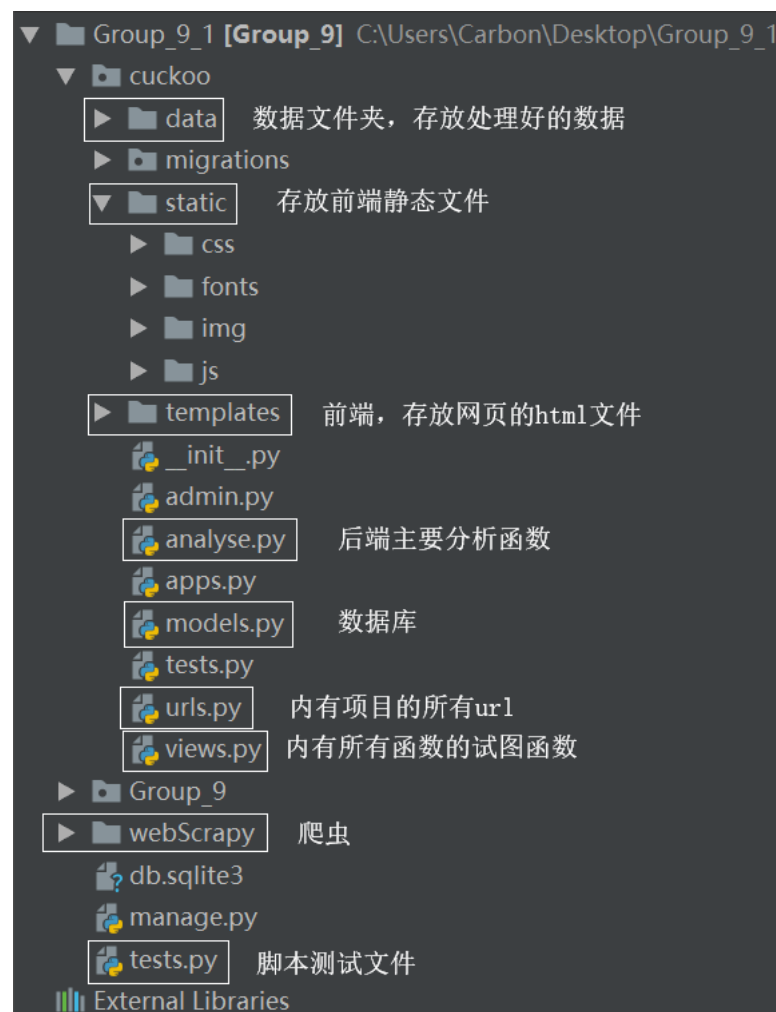 Group_9_1 [Group_9] C:\Users\Carbon\Desktop\Group_9_1
cuckoo
data 数据文件夹，存放处理好的数据
migrations
static 存放前端静态文件
css
fonts
img
js
templates 前端，存放网页的html文件
__init__.py
admin.py
analyse.py 后端主要分析函数
apps.py
models.py 数据库
tests.py
urls.py 内有项目的所有url
views.py 内有所有函数的试图函数
Group_9
webScrapy 爬虫
db.sqlite3
manage.py
tests.py 脚本测试文件
External Libraries